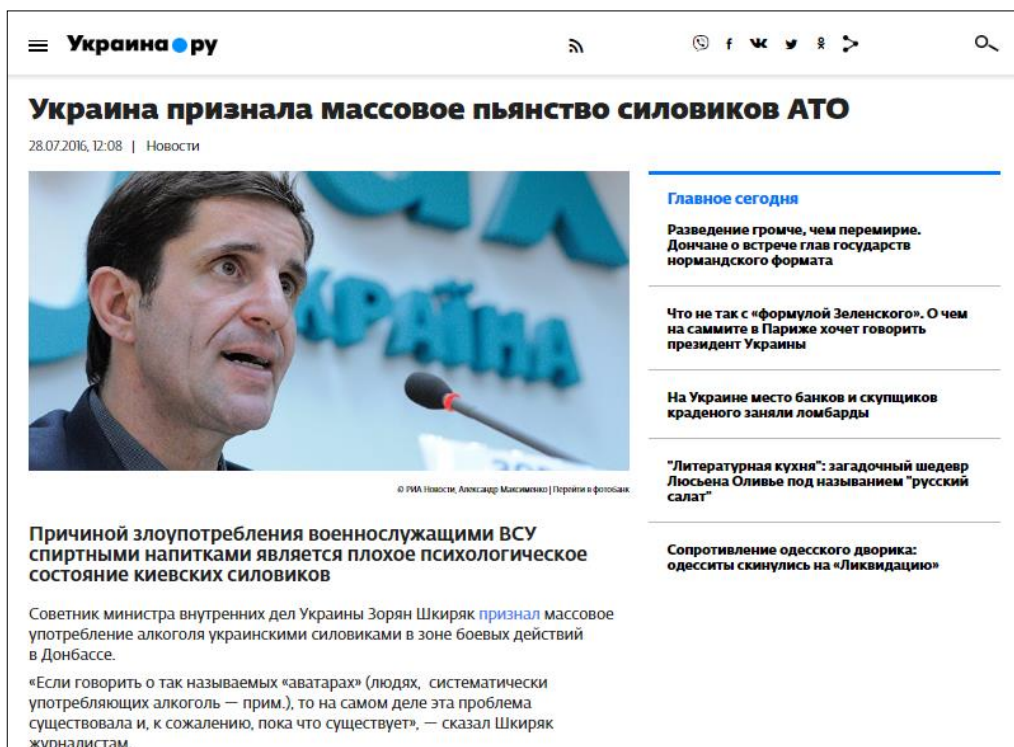 Украина.ру
Украина признала массовое пьянство силовиков АТО
28.07.2016, 12:08 | Новости
КРАЇНА
© РИА Новости, Александр Максименко | Перейти в фотобанк
Причиной злоупотребления военнослужащими ВСУ
спиртными напитками является плохое психологическое
состояние киевских силовиков
Советник министра внутренних дел Украины Зорян Шкиряк признал массовое
употребление алкоголя украинскими силовиками в зоне боевых действий
в Донбассе.
«Если говорить о так называемых «аватарах» (людях, систематически
употребляющих алкоголь — прим.), то на самом деле эта проблема
существовала и, к сожалению, пока что существует», — сказал Шкиряк
журналистам
Главное сегодня
Разведение громче, чем перемирие.
Дончане о встрече глав государств
нормандского формата
Что не так с «формулой Зеленского». О чем
на саммите в Париже хочет говорить
президент Украины
На Украине место банков и скупщиков
краденого заняли ломбарды
"Литературная кухня": загадочный шедевр
Люсьена Оливье под называнием "русский
салат"
Сопротивление одесского дворика:
одесситы скинулись на «Ликвидацию»